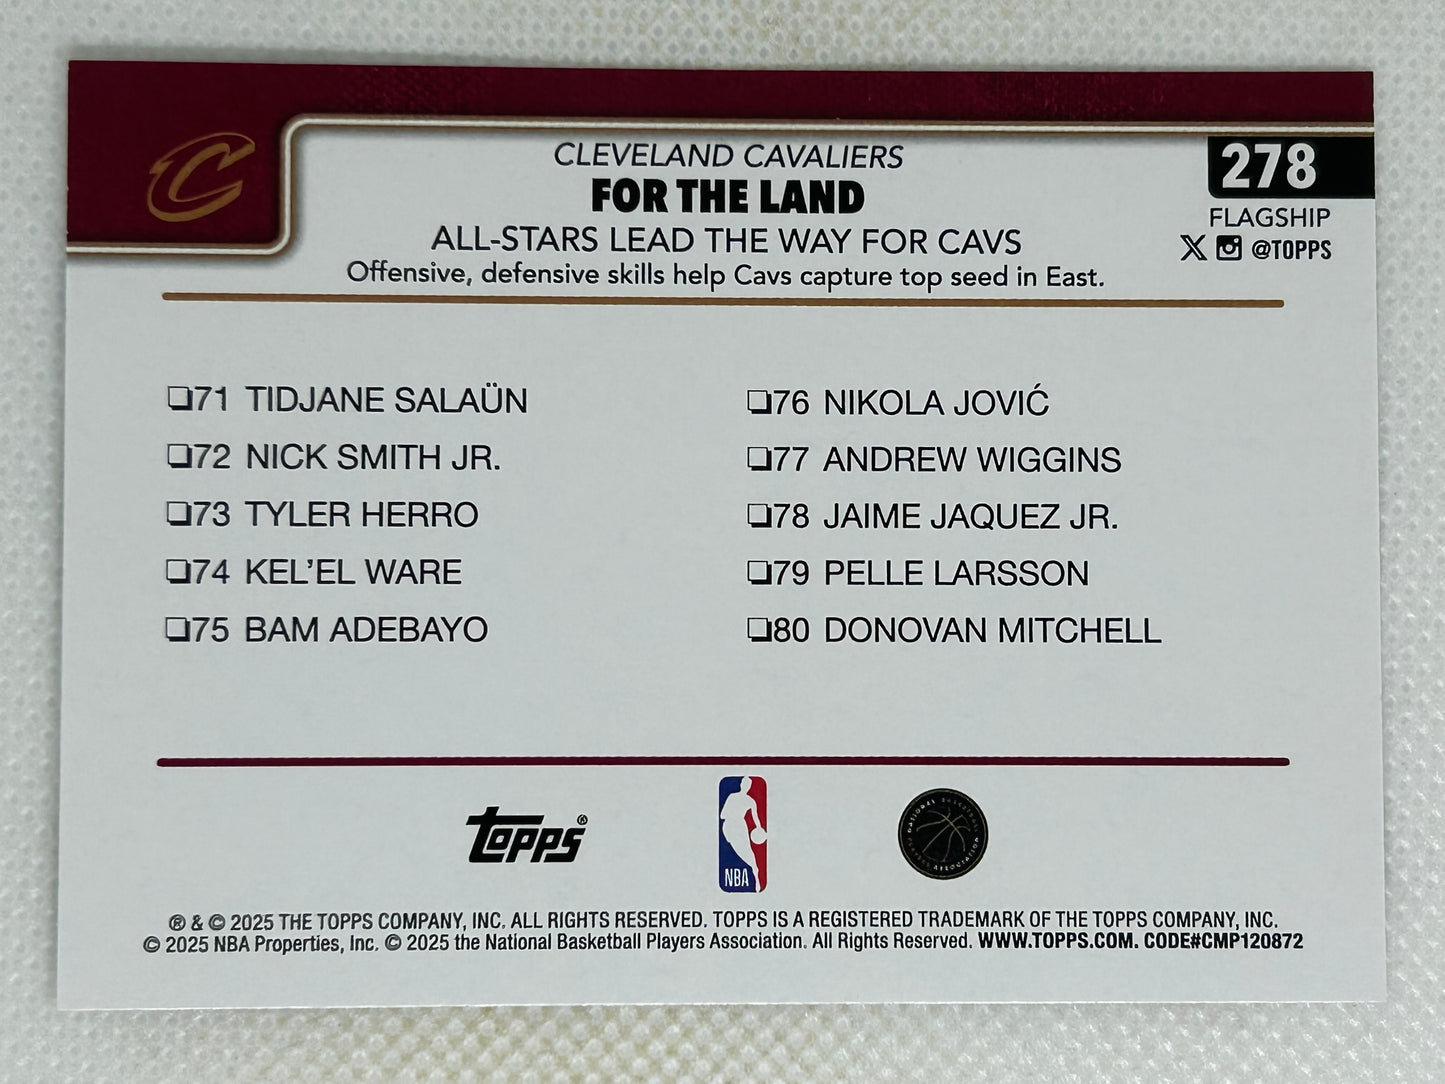 CLEVELAND CAVALIERS
FOR THE LAND
ALL-STARS LEAD THE WAY FOR CAVS
Offensive, defensive skills help Cavs capture top seed in East.
278
FLAGSHIP
X @TOPPS
❏71 TIDJANE SALAÜN
❏72 NICK SMITH JR.
❏73 TYLER HERRO
❏74 KEL’EL WARE
❏75 BAM ADEBAYO
❏76 NIKOLA JOVIĆ
❏77 ANDREW WIGGINS
❏78 JAIME JAQUEZ JR.
❏79 PELLE LARSSON
❏80 DONOVAN MITCHELL
topps®
NBA
NATIONAL BASKETBALL PLAYERS ASSOCIATION
® & © 2025 THE TOPPS COMPANY, INC. ALL RIGHTS RESERVED. TOPPS IS A REGISTERED TRADEMARK OF THE TOPPS COMPANY, INC.
© 2025 NBA Properties, Inc. © 2025 the National Basketball Players Association. All Rights Reserved. WWW.TOPPS.COM. CODE#CMP120872